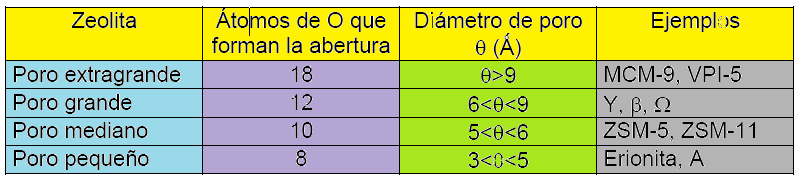 Zeolita Átomos de O que forman la abertura Diámetro de poro θ (Å) Ejemplos
Poro extragrande 18 θ>9 MCM-9, VPI-5
Poro grande 12 6<θ<9 Y, β, Ω
Poro mediano 10 5<θ<6 ZSM-5, ZSM-11
Poro pequeño 8 3<θ<5 Erionita, A